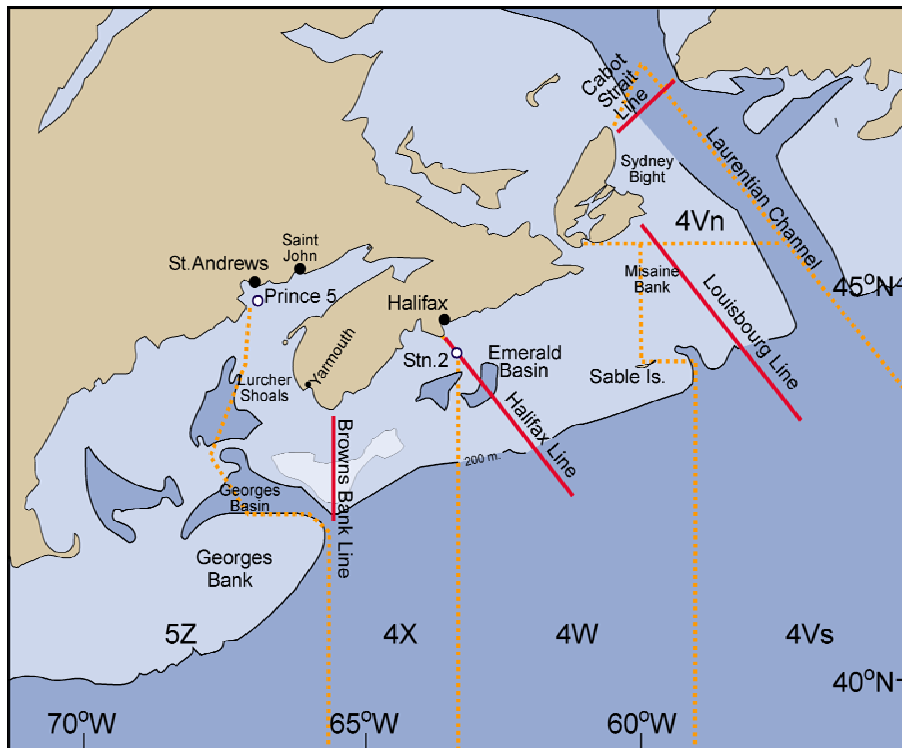 Cabot
Strait
Line
Laurentian Channel
Sydney
Bight
4Vn
Saint
John
St.Andrews
Prince 5
Misaine
Bank
45°N
Halifax
Louisbourg Line
Stn.2
Emerald
Basin
Yarmouth
Sable Is.
Lurcher
Shoals
Halifax Line
Browns Bank Line
200 m.
Georges
Basin
Georges
Bank
5Z
4X
4W
4Vs
40°N
70°W
65°W
60°W